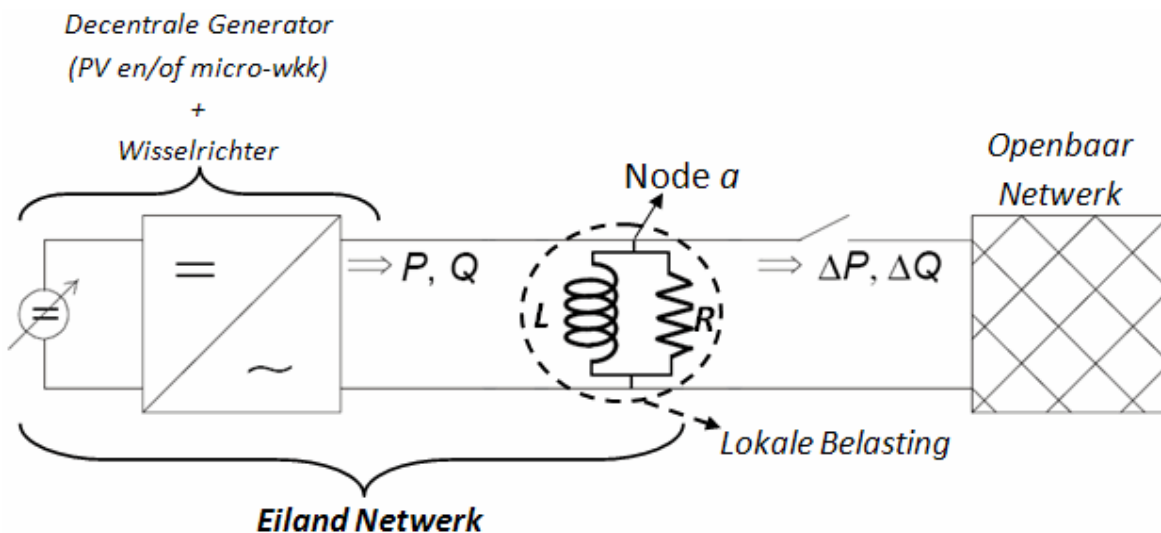 Decentrale Generator
(PV en/of micro-wkk)
+
Wisselrichter
Openbaar
Netwerk
Node a
⇒ P, Q
⇒ ΔP, ΔQ
L
R
Lokale Belasting
Eiland Netwerk